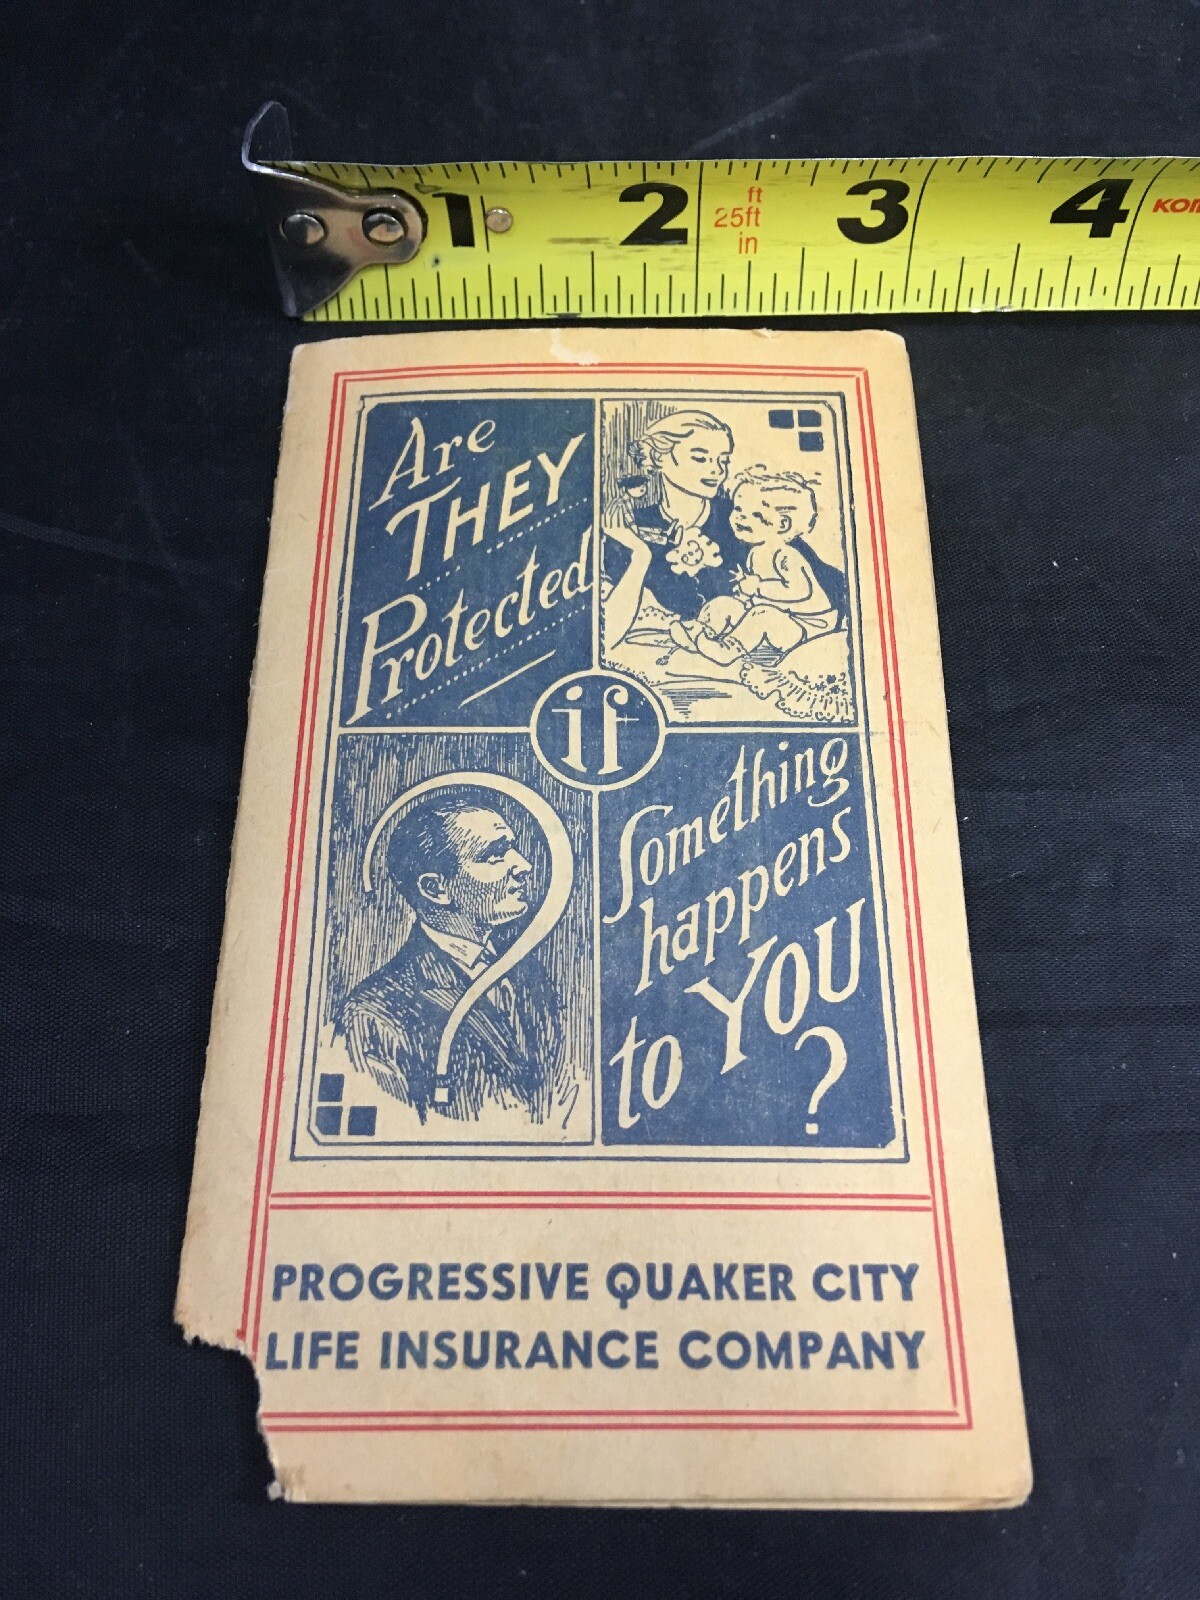 1 2 3 4
ft
25ft
in
Are
THEY
Protected
if
Something
happens
to YOU
?
PROGRESSIVE QUAKER CITY
LIFE INSURANCE COMPANY